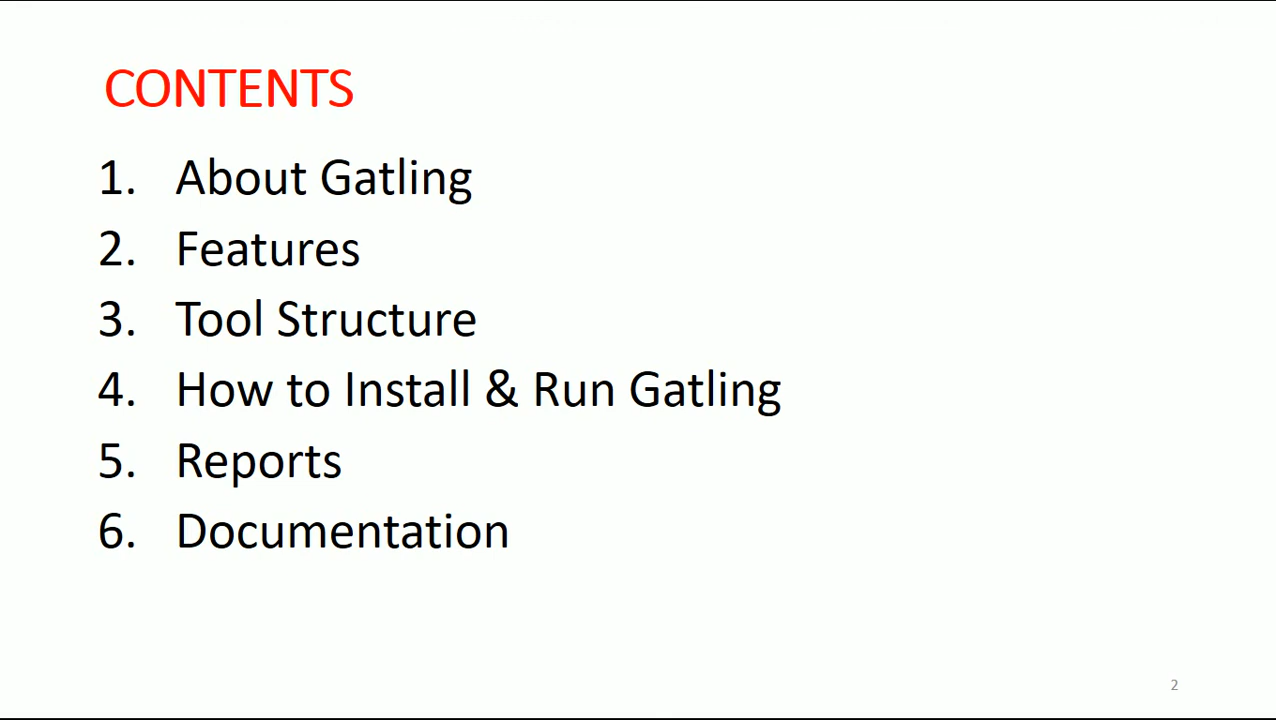 CONTENTS
1. About Gatling
2. Features
3. Tool Structure
4. How to Install & Run Gatling
5. Reports
6. Documentation
2